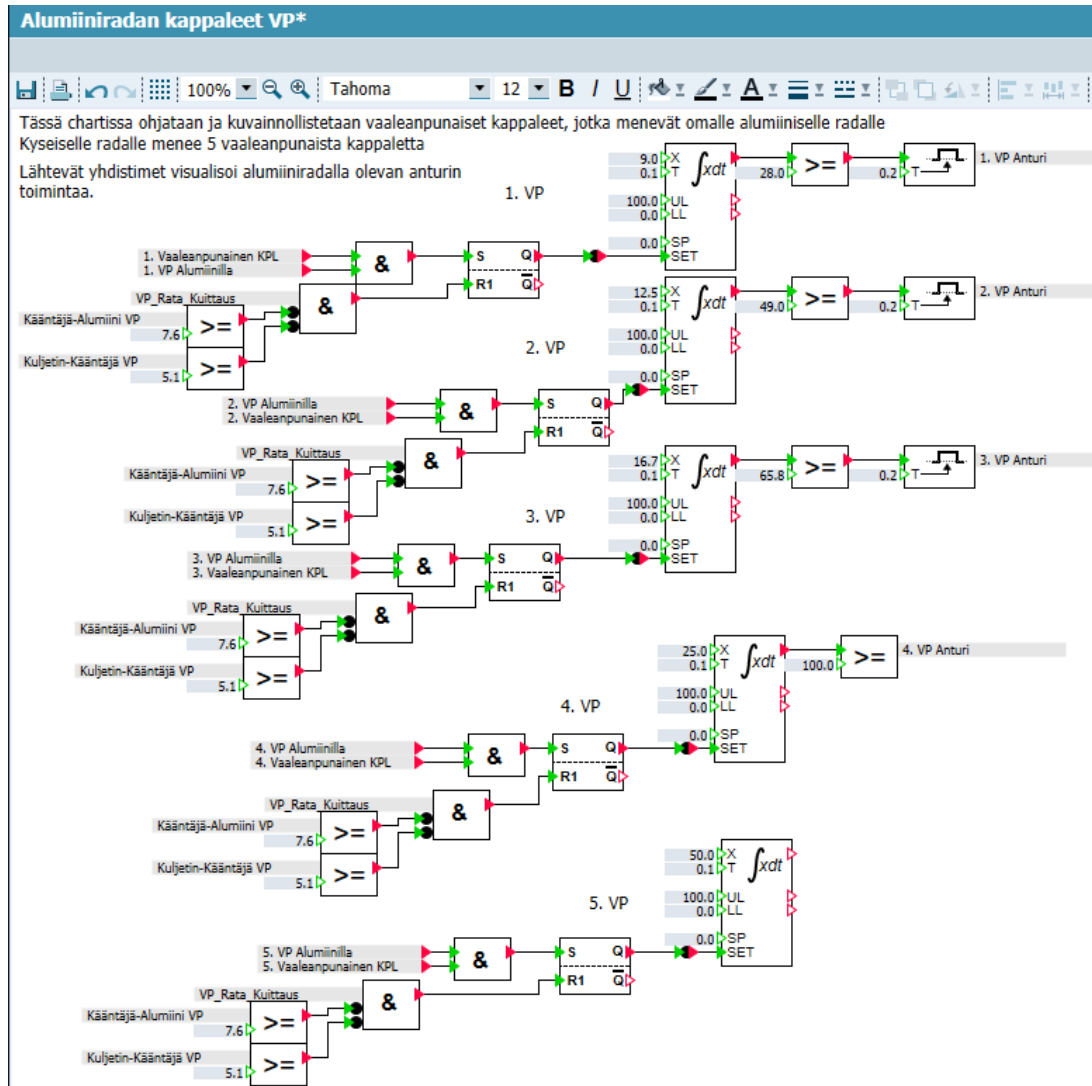 Alumiiniradan kappaleet VP*
100% Tahoma 12 B I U A
Tässä chartissa ohjataan ja kuvainnollistetaan vaaleanpunaiset kappaleet, jotka menevät omalle alumiiniselle radalle
Kyseiselle radalle menee 5 vaaleanpunaista kappaletta
Lähtevät yhdistimet visualisoi alumiiniradalla olevan anturin
toimintaa.
1. VP
9.0 X ∫xdt
0.1 T
28.0 >=
0.2 T
1. VP Anturi
100.0 UL
0.0 LL
0.0 SP
SET
1. Vaaleanpunainen KPL
1. VP Alumiinilla
&
S Q
R1 Q
VP_Rata_Kuittaus
&
Kääntäjä-Alumiini VP
7.6 >=
Kuljetin-Kääntäjä VP
5.1 >=
2. VP
12.5 X ∫xdt
0.1 T
49.0 >=
0.2 T
2. VP Anturi
100.0 UL
0.0 LL
0.0 SP
SET
2. VP Alumiinilla
2. Vaaleanpunainen KPL
&
S Q
R1 Q
VP_Rata_Kuittaus
&
Kääntäjä-Alumiini VP
7.6 >=
Kuljetin-Kääntäjä VP
5.1 >=
3. VP
16.7 X ∫xdt
0.1 T
65.8 >=
0.2 T
3. VP Anturi
100.0 UL
0.0 LL
0.0 SP
SET
3. VP Alumiinilla
3. Vaaleanpunainen KPL
&
S Q
R1 Q
VP_Rata_Kuittaus
&
Kääntäjä-Alumiini VP
7.6 >=
Kuljetin-Kääntäjä VP
5.1 >=
4. VP
25.0 X ∫xdt
0.1 T
100.0 >=
4. VP Anturi
100.0 UL
0.0 LL
0.0 SP
SET
4. VP Alumiinilla
4. Vaaleanpunainen KPL
&
S Q
R1 Q
VP_Rata_Kuittaus
&
Kääntäjä-Alumiini VP
7.6 >=
Kuljetin-Kääntäjä VP
5.1 >=
5. VP
50.0 X ∫xdt
0.1 T
100.0 UL
0.0 LL
0.0 SP
SET
5. VP Alumiinilla
5. Vaaleanpunainen KPL
&
S Q
R1 Q
VP_Rata_Kuittaus
&
Kääntäjä-Alumiini VP
7.6 >=
Kuljetin-Kääntäjä VP
5.1 >=